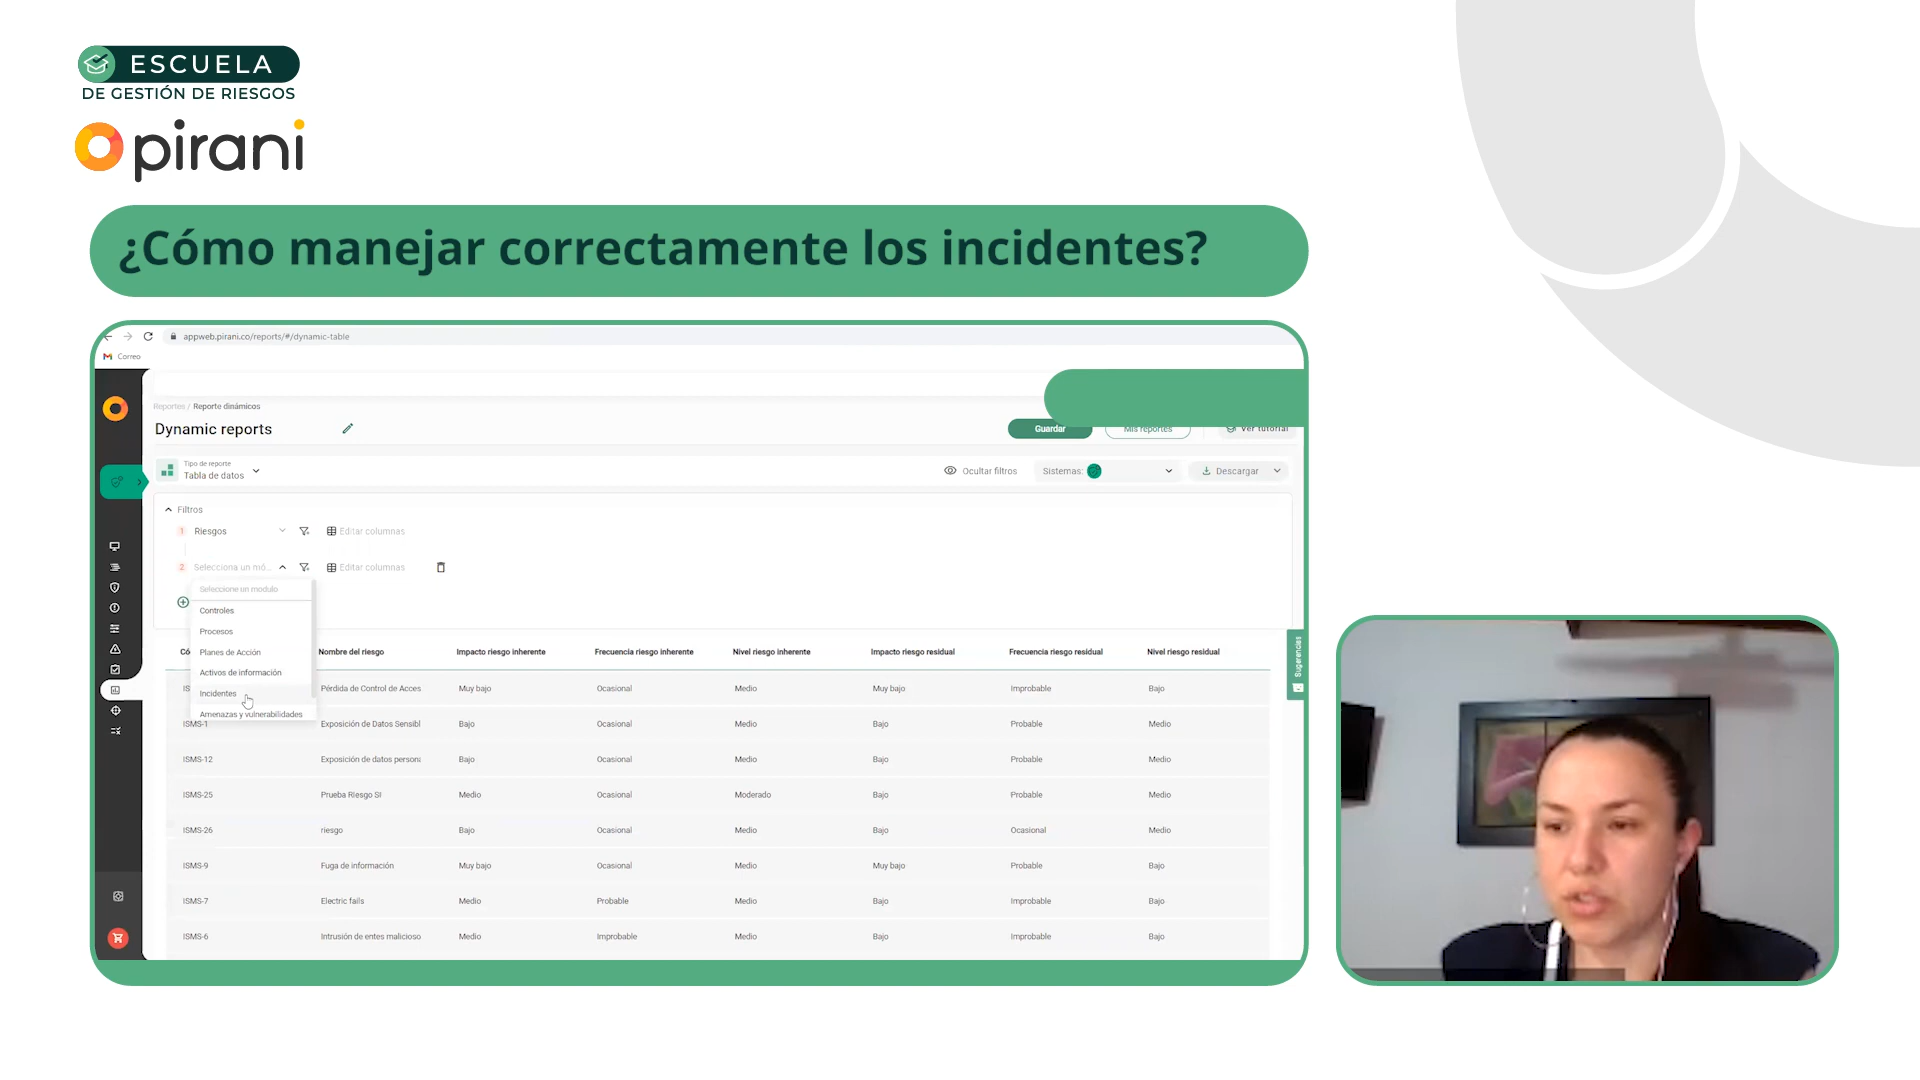 ESCUELA
DE GESTIÓN DE RIESGOS
pirani
¿Cómo manejar correctamente los incidentes?
appweb.pirani.co/reports/#/dynamic-table
Correo
Reportes / Reporte dinámicos
Dynamic reports
Guardar
Mis reportes
Ver tutorial
Tipo de reporte
Tabla de datos
Ocultar filtros
Sistemas:
Descargar
Filtros
1 Riesgos
Editar columnas
2 Selecciona un mó...
Editar columnas
Seleccione un modulo
Controles
Procesos
Planes de Acción
Activos de información
Incidentes
Amenazas y vulnerabilidades
Sugerencias
Có Nombre del riesgo Impacto riesgo inherente Frecuencia riesgo inherente Nivel riesgo inherente Impacto riesgo residual Frecuencia riesgo residual Nivel riesgo residual
IS Pérdida de Control de Acces Muy bajo Ocasional Medio Muy bajo Improbable Bajo
ISMS-1 Exposición de Datos Sensibl Bajo Ocasional Medio Bajo Probable Medio
ISMS-12 Exposición de datos persona Bajo Ocasional Medio Bajo Probable Medio
ISMS-25 Prueba Riesgo SI Medio Ocasional Moderado Bajo Probable Medio
ISMS-26 riesgo Bajo Ocasional Medio Bajo Ocasional Medio
ISMS-9 Fuga de información Muy bajo Ocasional Medio Muy bajo Probable Bajo
ISMS-7 Electric fails Medio Probable Medio Bajo Improbable Bajo
ISMS-6 Intrusión de entes malicioso Medio Improbable Medio Bajo Improbable Bajo